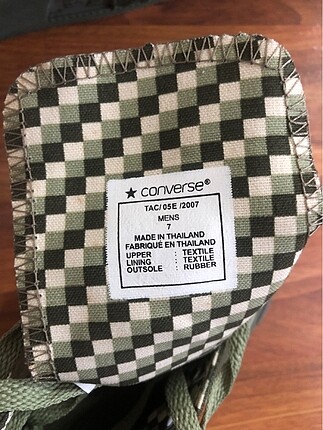 converse®
TAC/05E /2007
MENS
7
MADE IN THAILAND
FABRIQUÉ EN THAILAND
UPPER : TEXTILE
LINING : TEXTILE
OUTSOLE : RUBBER